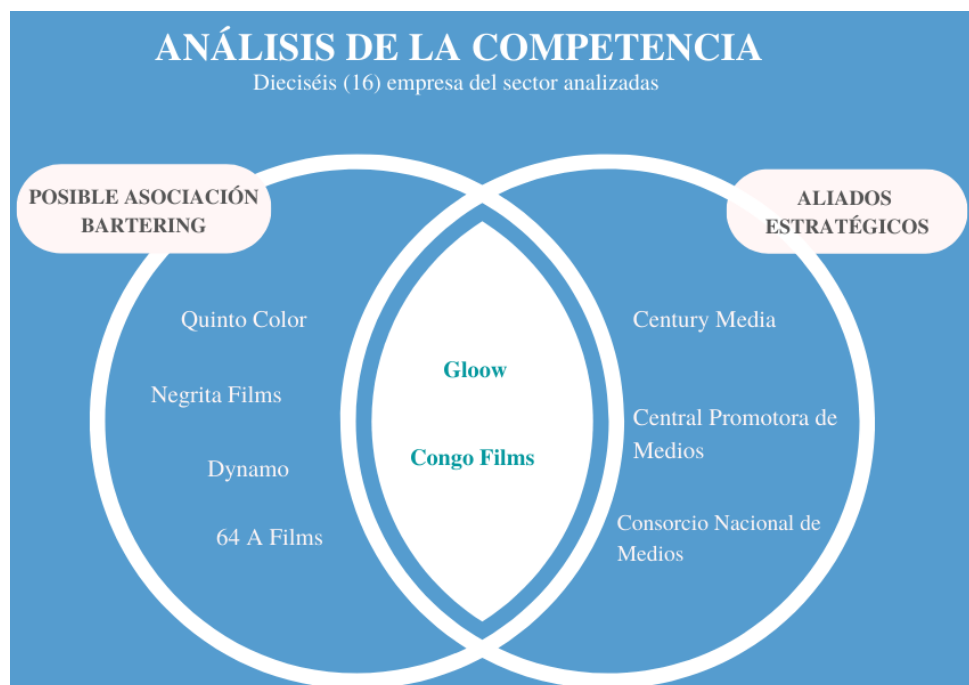 ANÁLISIS DE LA COMPETENCIA
Dieciséis (16) empresa del sector analizadas
POSIBLE ASOCIACIÓN
BARTERING
ALIADOS
ESTRATÉGICOS
Quinto Color
Negrita Films
Dynamo
64 A Films
Gloow
Congo Films
Century Media
Central Promotora de
Medios
Consorcio Nacional de
Medios